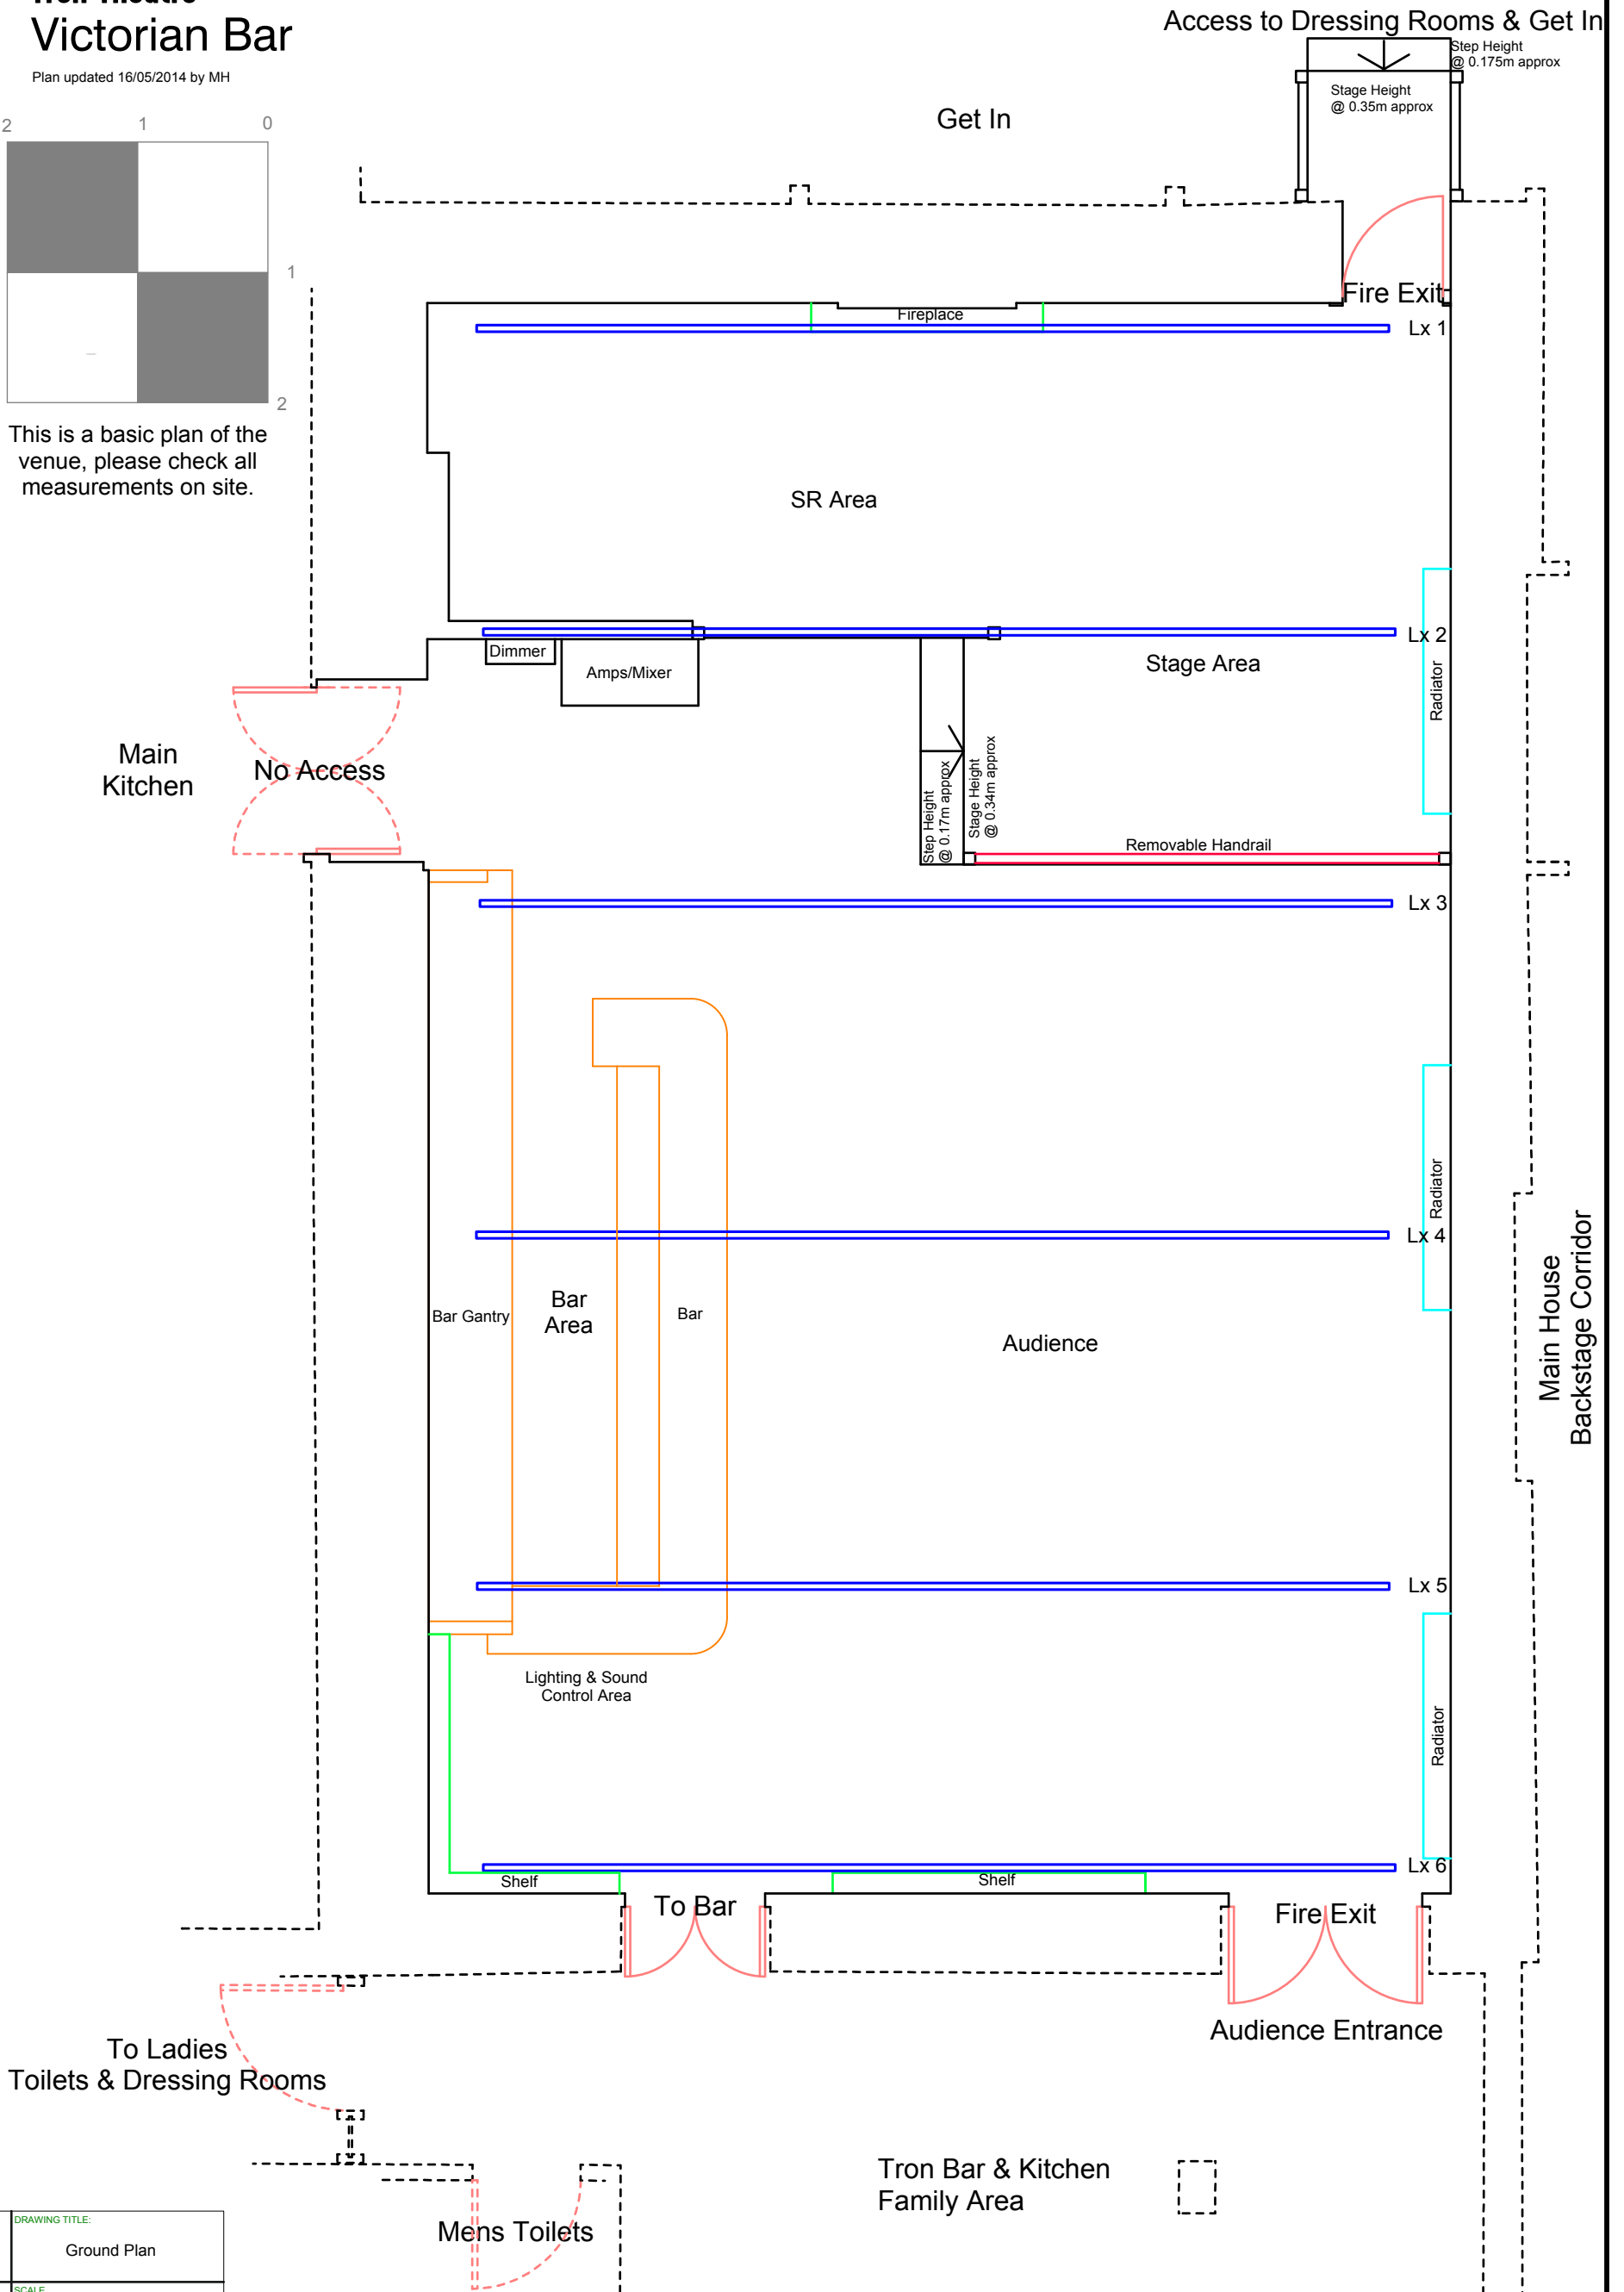 Victorian Bar
Plan updated 16/05/2014 by MH
Access to Dressing Rooms & Get In
Step Height
@ 0.175m approx
Stage Height
@ 0.35m approx
Get In
2
1
0
1
2
This is a basic plan of the
venue, please check all
measurements on site.
Fire Exit
Fireplace
Lx 1
SR Area
Lx 2
Dimmer
Amps/Mixer
Stage Area
Radiator
Main
Kitchen
No Access
Step Height
@ 0.17m approx
Stage Height
@ 0.34m approx
Removable Handrail
Lx 3
Radiator
Lx 4
Bar Gantry
Bar
Area
Bar
Audience
Main House
Backstage Corridor
Lx 5
Lighting & Sound
Control Area
Radiator
Lx 6
Shelf
Shelf
To Bar
Fire Exit
Audience Entrance
To Ladies
Toilets & Dressing Rooms
Tron Bar & Kitchen
Family Area
Mens Toilets
DRAWING TITLE:
Ground Plan
SCALE